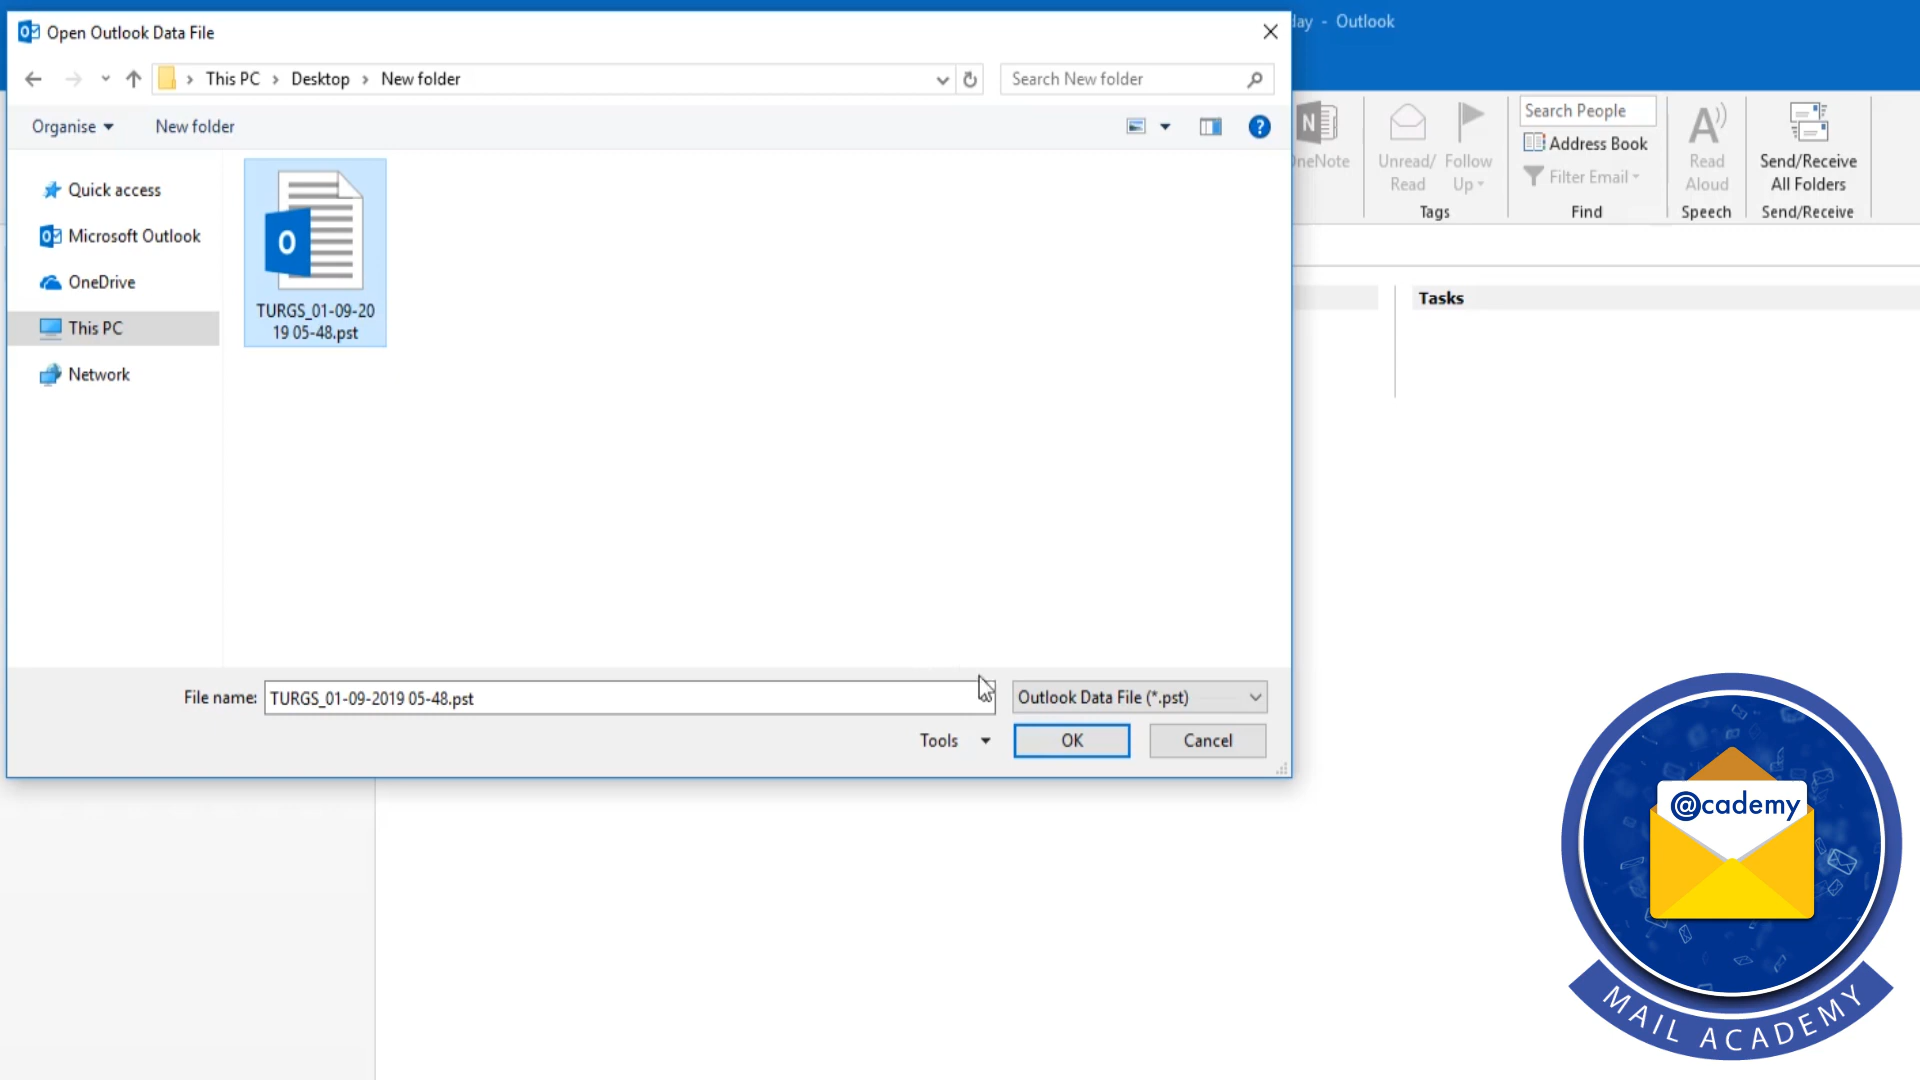 Open Outlook Data File
ay - Outlook
This PC > Desktop > New folder
Search New folder
Organise
New folder
Quick access
Microsoft Outlook
OneDrive
This PC
Network
O
TURGS_01-09-20
19 05-48.pst
File name:
TURGS_01-09-2019 05-48.pst
Outlook Data File (*.pst)
Tools
OK
Cancel
N
neNote
Unread/
Read
Follow
Up
Tags
Search People
Address Book
Filter Email
Find
A
Read
Aloud
Speech
Send/Receive
All Folders
Send/Receive
Tasks
@cademy
MAIL ACADEMY